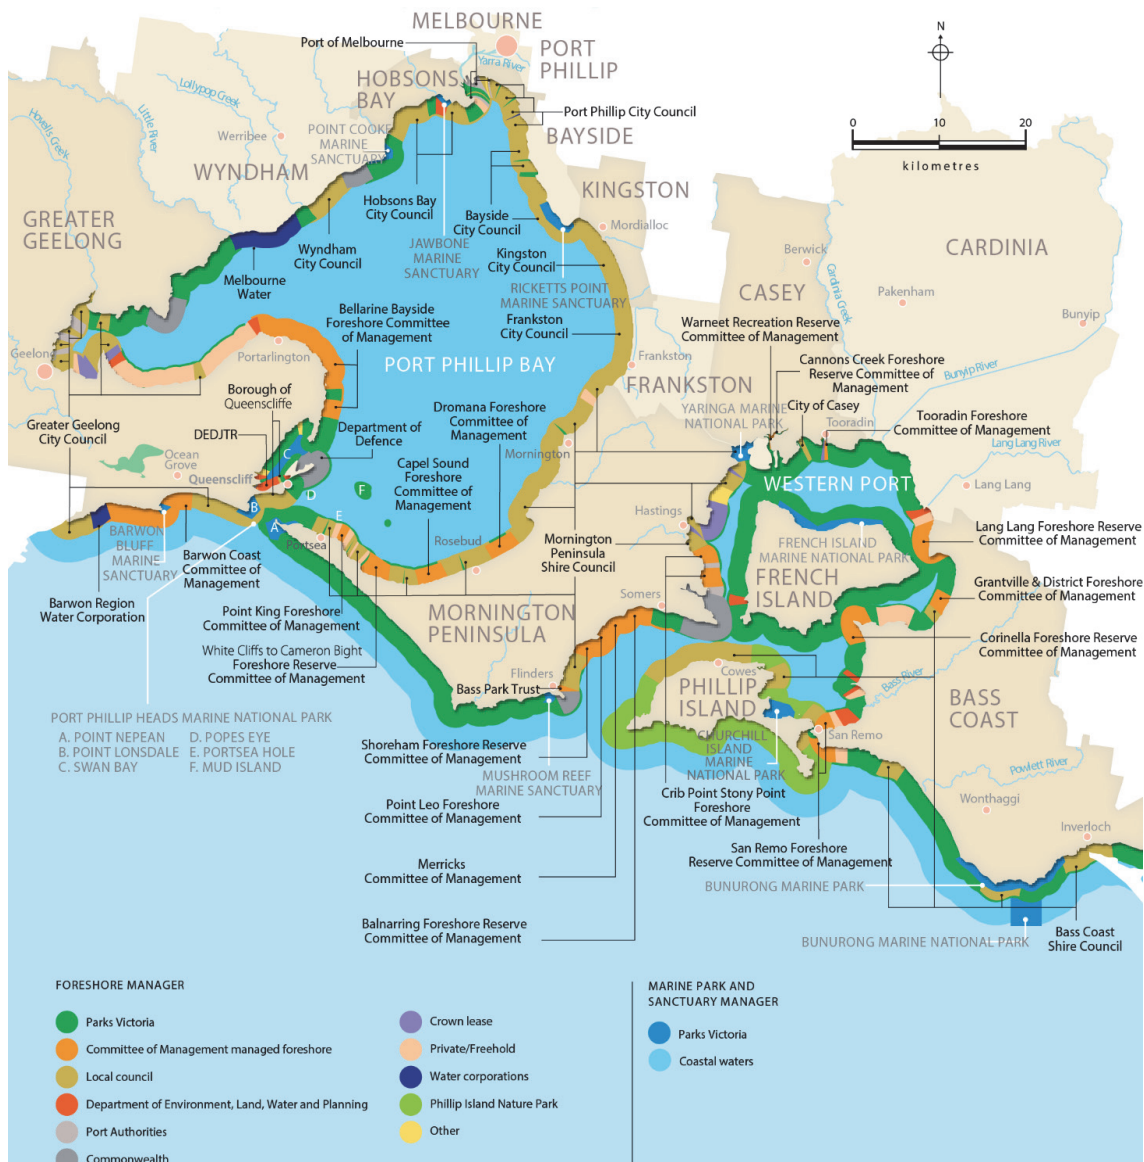 MELBOURNE
Port of Melbourne
Yarra River
PORT
PHILLIP
HOBSONS
BAY
N
Lollypop Creek
Little River
Hovells Creek
Werribee
POINT COOKE
MARINE
SANCTUARY
Port Phillip City Council
BAYSIDE
0
10
20
kilometres
WYNDHAM
KINGSTON
GREATER
GEELONG
Hobsons Bay
City Council
Bayside
City Council
Mordialloc
Wyndham
City Council
JAWBONE
MARINE
SANCTUARY
Kingston
City Council
Berwick
CARDINIA
Melbourne
Water
RICKETTS POINT
MARINE SANCTUARY
CASEY
Cardinia Creek
Pakenham
Bellarine Bayside
Foreshore Committee
of Management
Frankston
City Council
Warneet Recreation Reserve
Committee of Management
Bunyip
Geelong
Portarlington
PORT PHILLIP BAY
Frankston
Cannons Creek Foreshore
Reserve Committee of
Management
Bunyip River
Borough of
Queenscliffe
FRANKSTON
YARINGA MARINE
NATIONAL PARK
City of Casey
Tooradin
Tooradin Foreshore
Committee of Management
Greater Geelong
City Council
DEDJTR
Department of
Defence
Dromana Foreshore
Committee of
Management
Mornington
Lang Lang River
Ocean
Grove
Queenscliff
C
D
F
Capel Sound
Foreshore
Committee of
Management
WESTERN PORT
Lang Lang
B
A
E
Portsea
Rosebud
Hastings
BARWON
BLUFF
MARINE
SANCTUARY
Barwon Coast
Committee of
Management
Mornington
Peninsula
Shire Council
FRENCH ISLAND
MARINE NATIONAL PARK
Lang Lang Foreshore Reserve
Committee of Management
FRENCH
ISLAND
Grantville & District Foreshore
Committee of Management
Barwon Region
Water Corporation
Point King Foreshore
Committee of Management
MORNINGTON
PENINSULA
Somers
Corinella Foreshore Reserve
Committee of Management
White Cliffs to Cameron Bight
Foreshore Reserve
Committee of Management
Flinders
Bass Park Trust
Cowes
PHILLIP
ISLAND
Bass River
BASS
COAST
PORT PHILLIP HEADS MARINE NATIONAL PARK
A. POINT NEPEAN
D. POPES EYE
B. POINT LONSDALE
E. PORTSEA HOLE
C. SWAN BAY
F. MUD ISLAND
Shoreham Foreshore Reserve
Committee of Management
CHURCHILL
ISLAND
MARINE
NATIONAL PARK
San Remo
MUSHROOM REEF
MARINE SANCTUARY
Powlett River
Point Leo Foreshore
Committee of Management
Crib Point Stony Point
Foreshore
Committee of Management
Wonthaggi
Inverloch
Merricks
Committee of Management
San Remo Foreshore
Reserve Committee of Management
BUNURONG MARINE PARK
Balnarring Foreshore Reserve
Committee of Management
BUNURONG MARINE NATIONAL PARK
Bass Coast
Shire Council
FORESHORE MANAGER
Parks Victoria
Committee of Management managed foreshore
Local council
Department of Environment, Land, Water and Planning
Port Authorities
Commonwealth
Crown lease
Private/Freehold
Water corporations
Phillip Island Nature Park
Other
MARINE PARK AND
SANCTUARY MANAGER
Parks Victoria
Coastal waters